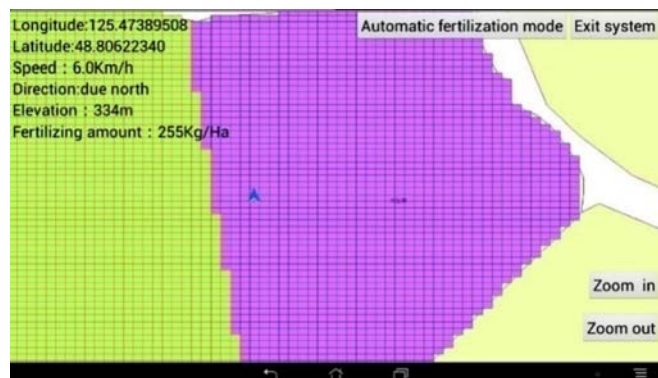 Longitude:125.47389508
Latitude:48.80622340
Speed：6.0Km/h
Direction:due north
Elevation：334m
Fertilizing amount：255Kg/Ha
Automatic fertilization mode
Exit system
Zoom in
Zoom out